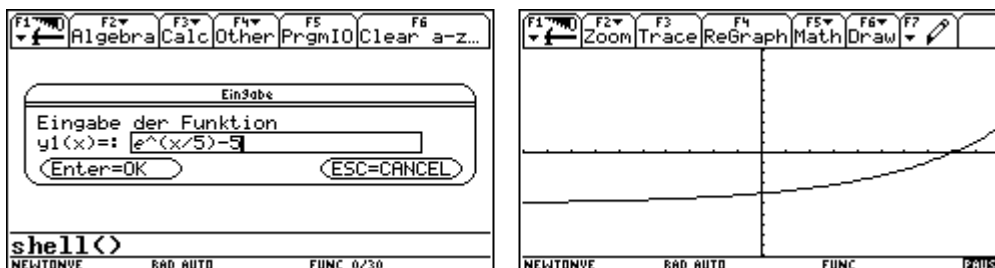 F1 F2 F3 F4 F5 F6
Algebra Calc Other PrgmIO Clear a-z…
Eingabe
Eingabe der Funktion
y1(x)=: e^(x/5)-5
Enter=OK ESC=CANCEL
shell()
NEWTONVE RAD AUTO FUNC 0/30
F1 F2 F3 F4 F5 F6 F7
Zoom Trace ReGraph Math Draw
NEWTONVE RAD AUTO FUNC PAUS